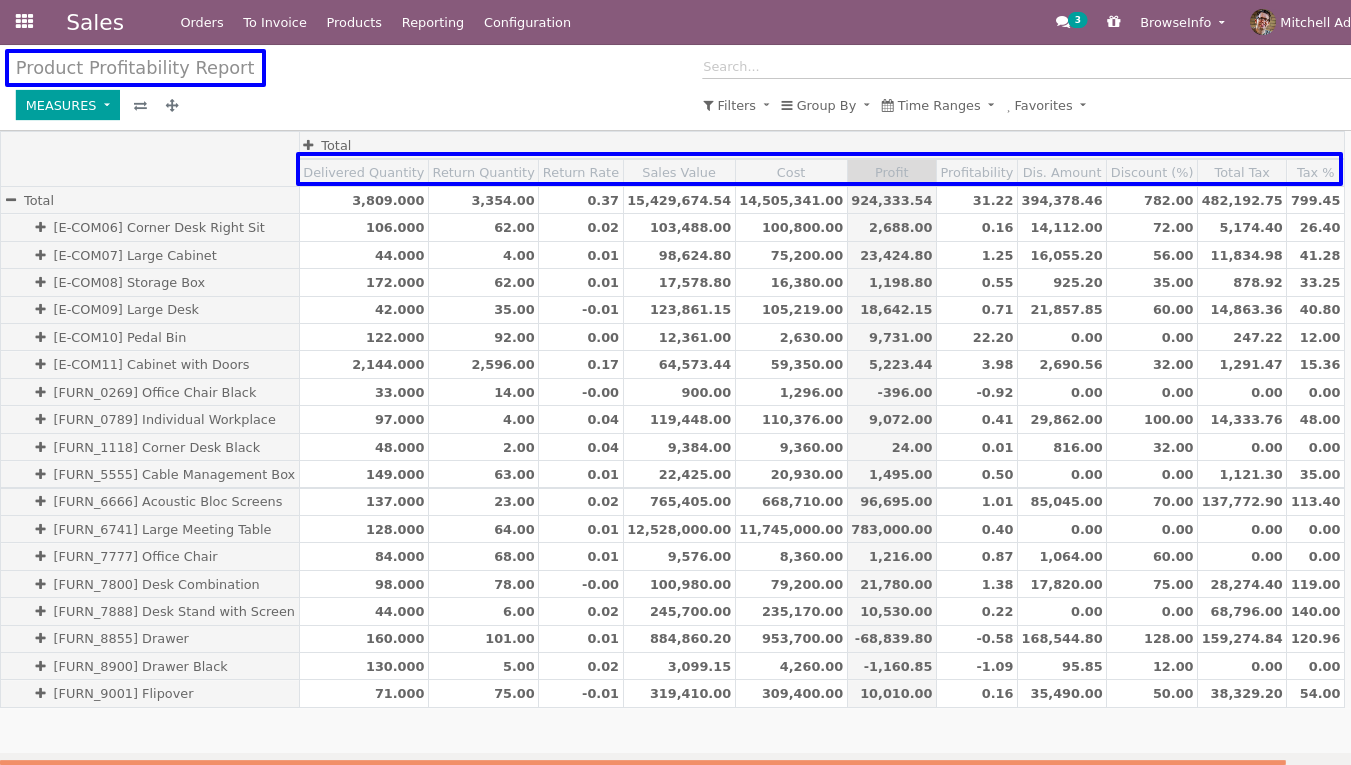 Sales Orders To Invoice Products Reporting Configuration 3 BrowseInfo Mitchell Ad
Product Profitability Report Search...
MEASURES Filters Group By Time Ranges Favorites
Total
Delivered Quantity Return Quantity Return Rate Sales Value Cost Profit Profitability Dis. Amount Discount (%) Total Tax Tax %
Total 3,809.000 3,354.00 0.37 15,429,674.54 14,505,341.00 924,333.54 31.22 394,378.46 782.00 482,192.75 799.45
[E-COM06] Corner Desk Right Sit 106.000 62.00 0.02 103,488.00 100,800.00 2,688.00 0.16 14,112.00 72.00 5,174.40 26.40
[E-COM07] Large Cabinet 44.000 4.00 0.01 98,624.80 75,200.00 23,424.80 1.25 16,055.20 56.00 11,834.98 41.28
[E-COM08] Storage Box 172.000 62.00 0.01 17,578.80 16,380.00 1,198.80 0.55 925.20 35.00 878.92 33.25
[E-COM09] Large Desk 42.000 35.00 -0.01 123,861.15 105,219.00 18,642.15 0.71 21,857.85 60.00 14,863.36 40.80
[E-COM10] Pedal Bin 122.000 92.00 0.00 12,361.00 2,630.00 9,731.00 22.20 0.00 0.00 247.22 12.00
[E-COM11] Cabinet with Doors 2,144.000 2,596.00 0.17 64,573.44 59,350.00 5,223.44 3.98 2,690.56 32.00 1,291.47 15.36
[FURN_0269] Office Chair Black 33.000 14.00 -0.00 900.00 1,296.00 -396.00 -0.92 0.00 0.00 0.00 0.00
[FURN_0789] Individual Workplace 97.000 4.00 0.04 119,448.00 110,376.00 9,072.00 0.41 29,862.00 100.00 14,333.76 48.00
[FURN_1118] Corner Desk Black 48.000 2.00 0.04 9,384.00 9,360.00 24.00 0.01 816.00 32.00 0.00 0.00
[FURN_5555] Cable Management Box 149.000 63.00 0.01 22,425.00 20,930.00 1,495.00 0.50 0.00 0.00 1,121.30 35.00
[FURN_6666] Acoustic Bloc Screens 137.000 23.00 0.02 765,405.00 668,710.00 96,695.00 1.01 85,045.00 70.00 137,772.90 113.40
[FURN_6741] Large Meeting Table 128.000 64.00 0.01 12,528,000.00 11,745,000.00 783,000.00 0.40 0.00 0.00 0.00 0.00
[FURN_7777] Office Chair 84.000 68.00 0.01 9,576.00 8,360.00 1,216.00 0.87 1,064.00 60.00 0.00 0.00
[FURN_7800] Desk Combination 98.000 78.00 -0.00 100,980.00 79,200.00 21,780.00 1.38 17,820.00 75.00 28,274.40 119.00
[FURN_7888] Desk Stand with Screen 44.000 6.00 0.02 245,700.00 235,170.00 10,530.00 0.22 0.00 0.00 68,796.00 140.00
[FURN_8855] Drawer 160.000 101.00 0.01 884,860.20 953,700.00 -68,839.80 -0.58 168,544.80 128.00 159,274.84 120.96
[FURN_8900] Drawer Black 130.000 5.00 0.02 3,099.15 4,260.00 -1,160.85 -1.09 95.85 12.00 0.00 0.00
[FURN_9001] Flipover 71.000 75.00 -0.01 319,410.00 309,400.00 10,010.00 0.16 35,490.00 50.00 38,329.20 54.00